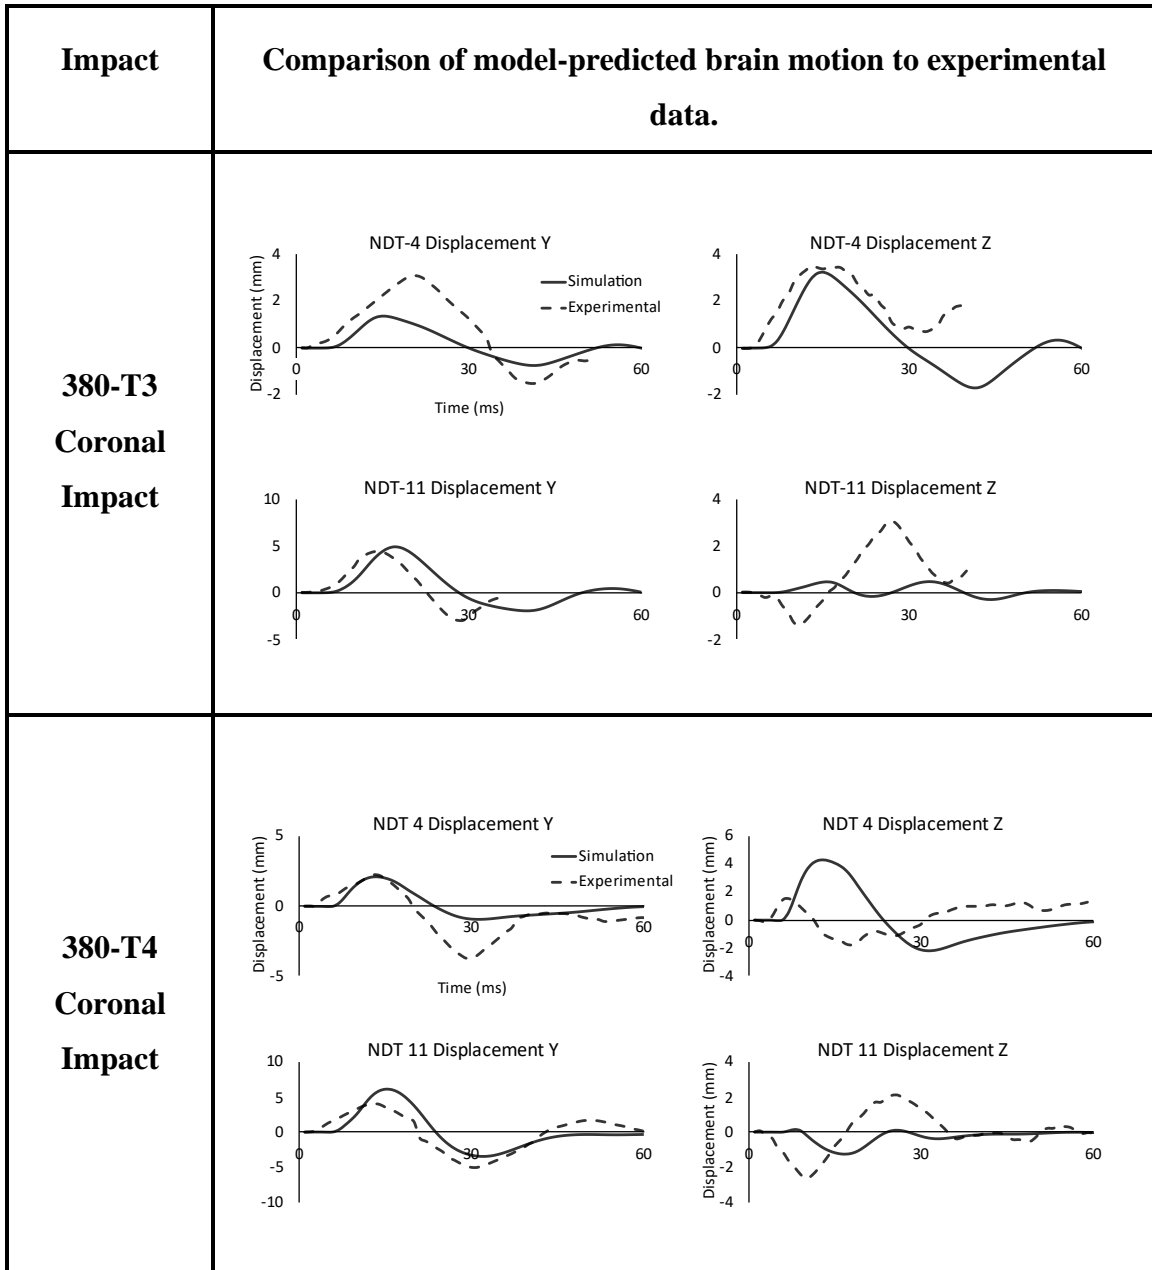 Impact
Comparison of model-predicted brain motion to experimental
data.
380-T3
Coronal
Impact
NDT-4 Displacement Y
Displacement (mm)
4
2
0
-2
0
30
60
Simulation
Experimental
Time (ms)
NDT-4 Displacement Z
4
2
0
-2
0
30
60
NDT-11 Displacement Y
10
5
0
-5
0
30
60
NDT-11 Displacement Z
4
2
0
-2
0
30
60
380-T4
Coronal
Impact
NDT 4 Displacement Y
Displacement (mm)
5
0
-5
0
30
60
Simulation
Experimental
Time (ms)
NDT 4 Displacement Z
Displacement (mm)
6
4
2
0
-2
-4
0
30
60
NDT 11 Displacement Y
10
5
0
-5
-10
0
30
60
NDT 11 Displacement Z
Displacement (mm)
4
2
0
-2
-4
0
30
60